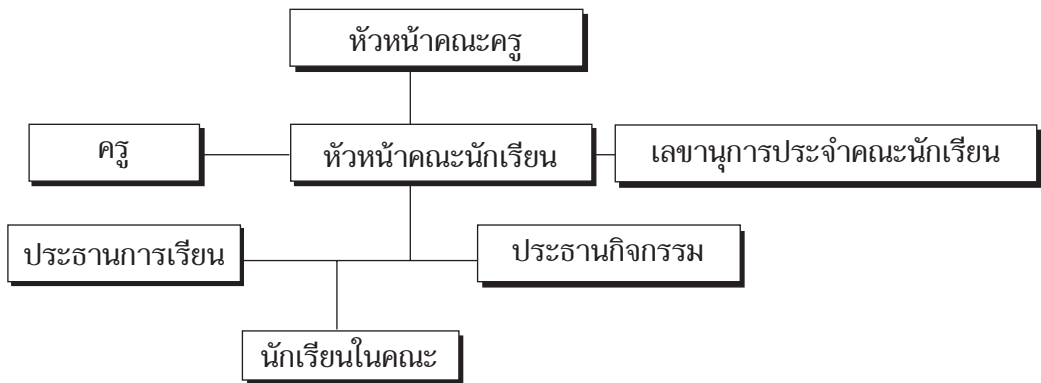 หัวหน้าคณะครู
ครู
หัวหน้าคณะนักเรียน
เลขานุการประจำคณะนักเรียน
ประธานการเรียน
ประธานกิจกรรม
นักเรียนในคณะ